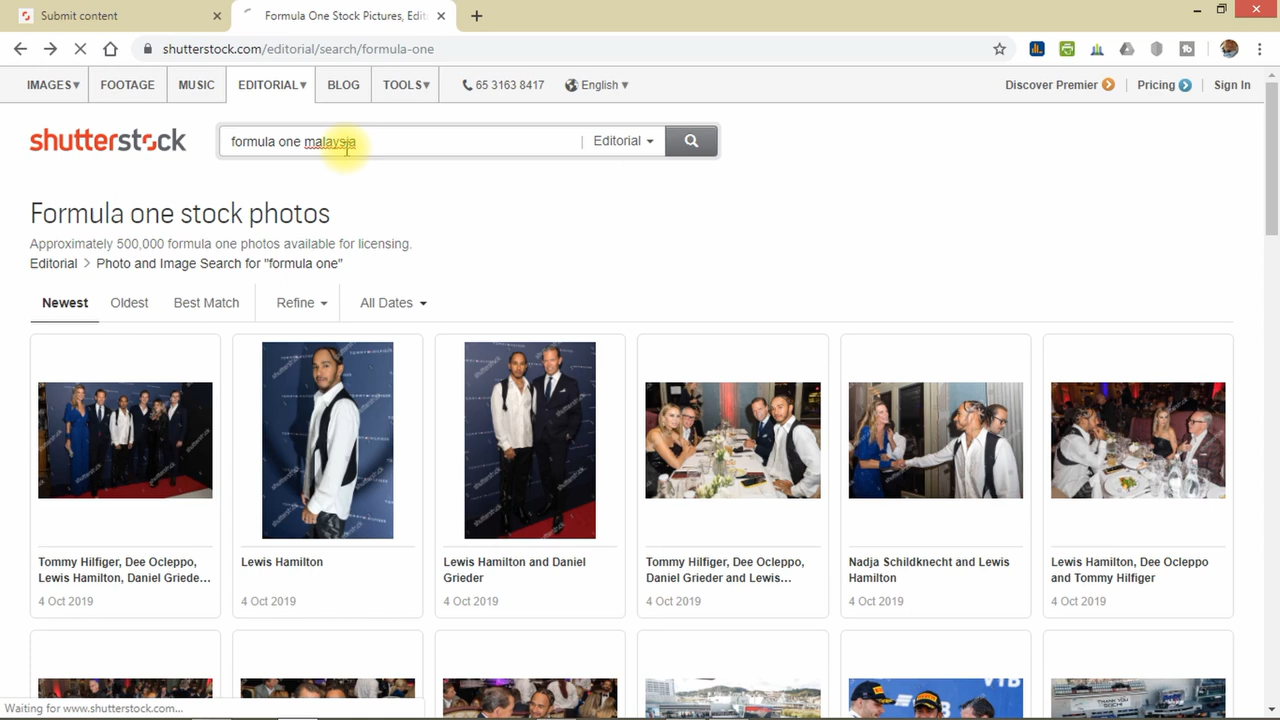 Submit content
Formula One Stock Pictures, Edit
shutterstock.com/editorial/search/formula-one
IMAGES FOOTAGE MUSIC EDITORIAL BLOG TOOLS 65 3163 8417 English Discover Premier Pricing Sign In
shutterstock
formula one malaysia Editorial
Formula one stock photos
Approximately 500,000 formula one photos available for licensing.
Editorial > Photo and Image Search for "formula one"
Newest Oldest Best Match Refine All Dates
Tommy Hilfiger, Dee Ocleppo,
Lewis Hamilton, Daniel Griede...
4 Oct 2019
Lewis Hamilton
4 Oct 2019
Lewis Hamilton and Daniel
Grieder
4 Oct 2019
Tommy Hilfiger, Dee Ocleppo,
Daniel Grieder and Lewis...
4 Oct 2019
Nadja Schildknecht and Lewis
Hamilton
4 Oct 2019
Lewis Hamilton, Dee Ocleppo
and Tommy Hilfiger
4 Oct 2019
VTB
Waiting for www.shutterstock.com...